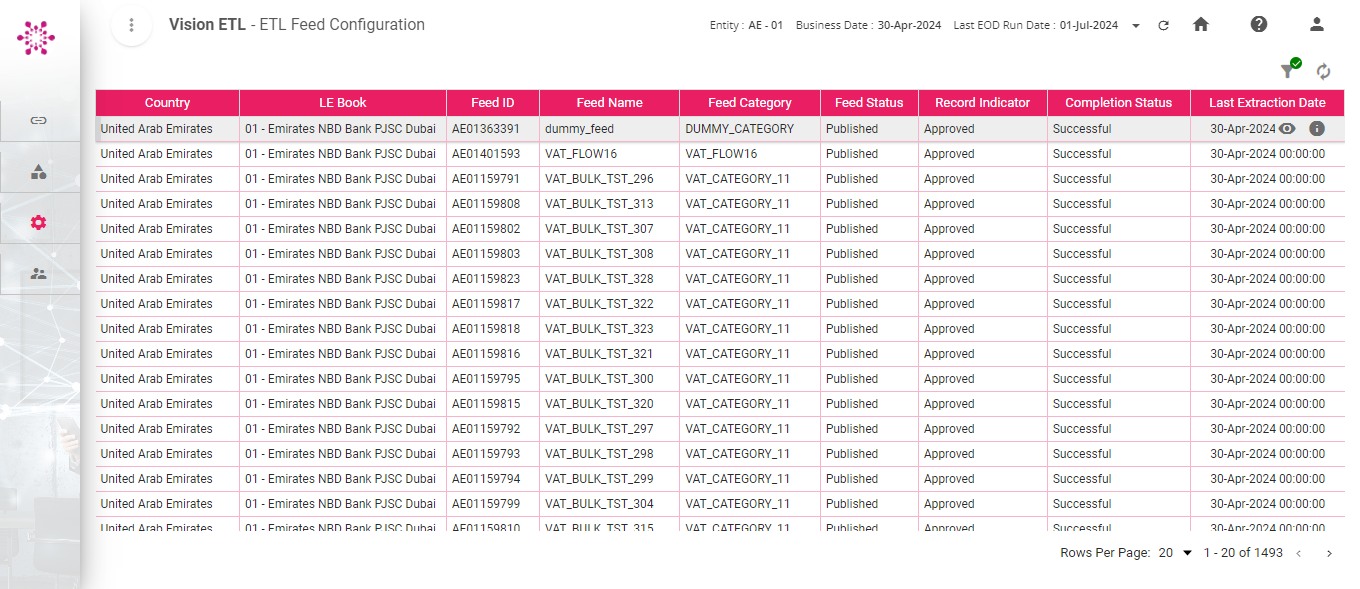 Vision ETL - ETL Feed Configuration
Entity : AE - 01 Business Date : 30-Apr-2024 Last EOD Run Date : 01-Jul-2024
Country LE Book Feed ID Feed Name Feed Category Feed Status Record Indicator Completion Status Last Extraction Date
United Arab Emirates 01 - Emirates NBD Bank PJSC Dubai AE01363391 dummy_feed DUMMY_CATEGORY Published Approved Successful 30-Apr-2024
United Arab Emirates 01 - Emirates NBD Bank PJSC Dubai AE01401593 VAT_FLOW16 VAT_FLOW16 Published Approved Successful 30-Apr-2024 00:00:00
United Arab Emirates 01 - Emirates NBD Bank PJSC Dubai AE01159791 VAT_BULK_TST_296 VAT_CATEGORY_11 Published Approved Successful 30-Apr-2024 00:00:00
United Arab Emirates 01 - Emirates NBD Bank PJSC Dubai AE01159808 VAT_BULK_TST_313 VAT_CATEGORY_11 Published Approved Successful 30-Apr-2024 00:00:00
United Arab Emirates 01 - Emirates NBD Bank PJSC Dubai AE01159802 VAT_BULK_TST_307 VAT_CATEGORY_11 Published Approved Successful 30-Apr-2024 00:00:00
United Arab Emirates 01 - Emirates NBD Bank PJSC Dubai AE01159803 VAT_BULK_TST_308 VAT_CATEGORY_11 Published Approved Successful 30-Apr-2024 00:00:00
United Arab Emirates 01 - Emirates NBD Bank PJSC Dubai AE01159823 VAT_BULK_TST_328 VAT_CATEGORY_11 Published Approved Successful 30-Apr-2024 00:00:00
United Arab Emirates 01 - Emirates NBD Bank PJSC Dubai AE01159817 VAT_BULK_TST_322 VAT_CATEGORY_11 Published Approved Successful 30-Apr-2024 00:00:00
United Arab Emirates 01 - Emirates NBD Bank PJSC Dubai AE01159818 VAT_BULK_TST_323 VAT_CATEGORY_11 Published Approved Successful 30-Apr-2024 00:00:00
United Arab Emirates 01 - Emirates NBD Bank PJSC Dubai AE01159816 VAT_BULK_TST_321 VAT_CATEGORY_11 Published Approved Successful 30-Apr-2024 00:00:00
United Arab Emirates 01 - Emirates NBD Bank PJSC Dubai AE01159795 VAT_BULK_TST_300 VAT_CATEGORY_11 Published Approved Successful 30-Apr-2024 00:00:00
United Arab Emirates 01 - Emirates NBD Bank PJSC Dubai AE01159815 VAT_BULK_TST_320 VAT_CATEGORY_11 Published Approved Successful 30-Apr-2024 00:00:00
United Arab Emirates 01 - Emirates NBD Bank PJSC Dubai AE01159792 VAT_BULK_TST_297 VAT_CATEGORY_11 Published Approved Successful 30-Apr-2024 00:00:00
United Arab Emirates 01 - Emirates NBD Bank PJSC Dubai AE01159793 VAT_BULK_TST_298 VAT_CATEGORY_11 Published Approved Successful 30-Apr-2024 00:00:00
United Arab Emirates 01 - Emirates NBD Bank PJSC Dubai AE01159794 VAT_BULK_TST_299 VAT_CATEGORY_11 Published Approved Successful 30-Apr-2024 00:00:00
United Arab Emirates 01 - Emirates NBD Bank PJSC Dubai AE01159799 VAT_BULK_TST_304 VAT_CATEGORY_11 Published Approved Successful 30-Apr-2024 00:00:00
United Arab Emirates 01 - Emirates NBD Bank PJSC Dubai AE01159810 VAT_BULK_TST_315 VAT_CATEGORY_11 Published Approved Successful 30-Apr-2024 00:00:00
Rows Per Page: 20 1 - 20 of 1493